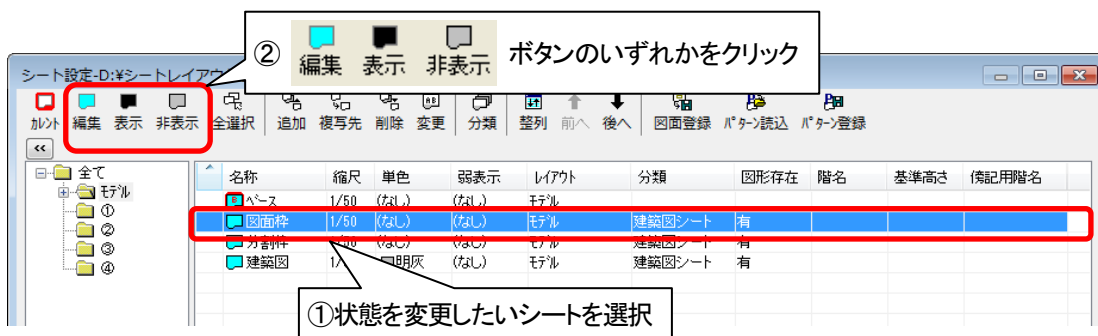 ② 編集 表示 非表示 ボタンのいずれかをクリック
シート設定-D:¥シートレイアウ
ｶﾚﾝﾄ 編集 表示 非表示 全選択 追加 複写先 削除 変更 分類 整列 前へ 後へ 図面登録 ﾊﾟﾀｰﾝ読込 ﾊﾟﾀｰﾝ登録
<<
全て
ﾓﾃﾞﾙ
①
②
③
④
名称 縮尺 単色 弱表示 ﾚｲｱｳﾄ 分類 図形存在 階名 基準高さ 傍記用階名
ﾍﾞｰｽ 1/50 (なし) (なし) ﾓﾃﾞﾙ
図面枠 1/50 (なし) (なし) ﾓﾃﾞﾙ 建築図シート 有
分割枠 1/50 (なし) (なし) ﾓﾃﾞﾙ 建築図シート 有
建築図 明灰 (なし) ﾓﾃﾞﾙ 建築図シート 有
①状態を変更したいシートを選択